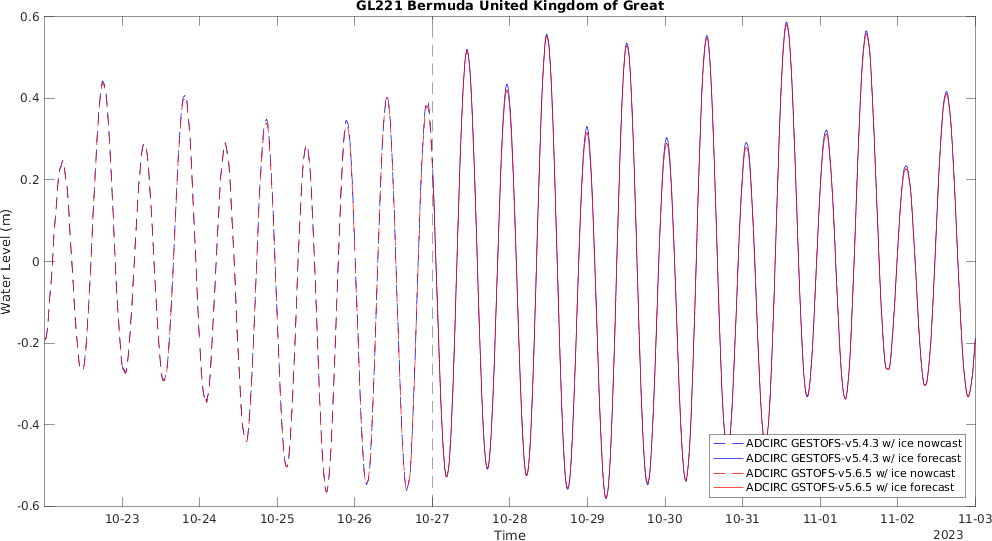 GL221 Bermuda United Kingdom of Great
0.6
0.4
0.2
0
-0.2
-0.4
-0.6
Water Level (m)
10-23 10-24 10-25 10-26 10-27 10-28 10-29 10-30 10-31 11-01 11-02 11-03
Time
2023
ADCIRC GESTOFS-v5.4.3 w/ ice nowcast
ADCIRC GESTOFS-v5.4.3 w/ ice forecast
ADCIRC GSTOFS-v5.6.5 w/ ice nowcast
ADCIRC GSTOFS-v5.6.5 w/ ice forecast